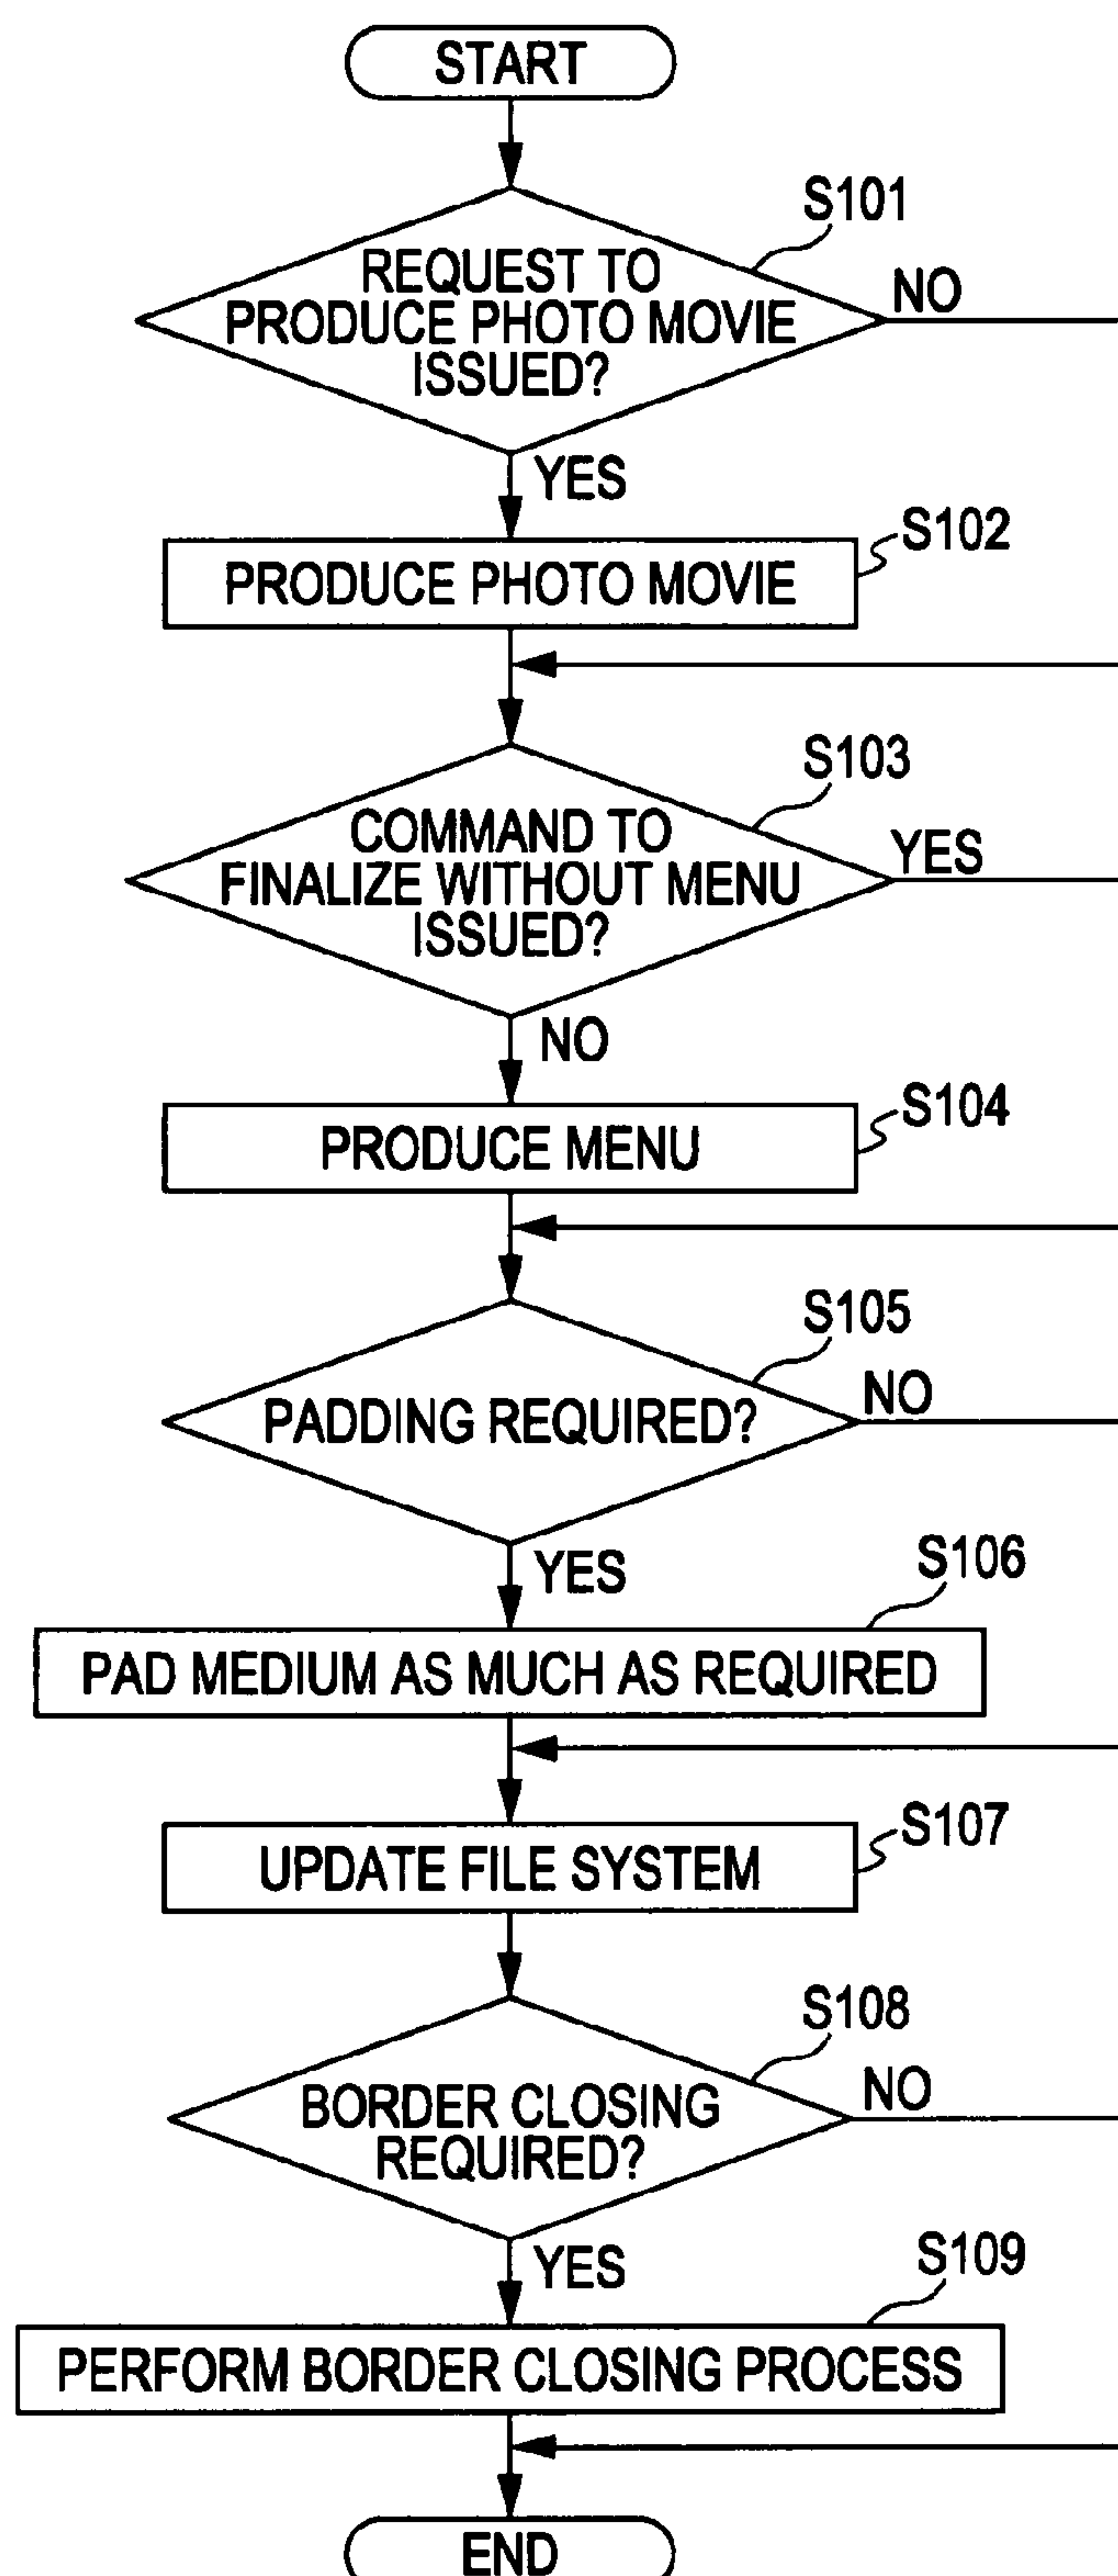 START
S101
REQUEST TO
PRODUCE PHOTO MOVIE
ISSUED?
NO
YES
S102
PRODUCE PHOTO MOVIE
S103
COMMAND TO
FINALIZE WITHOUT MENU
ISSUED?
YES
NO
S104
PRODUCE MENU
S105
PADDING REQUIRED?
NO
YES
S106
PAD MEDIUM AS MUCH AS REQUIRED
S107
UPDATE FILE SYSTEM
S108
BORDER CLOSING
REQUIRED?
NO
YES
S109
PERFORM BORDER CLOSING PROCESS
END